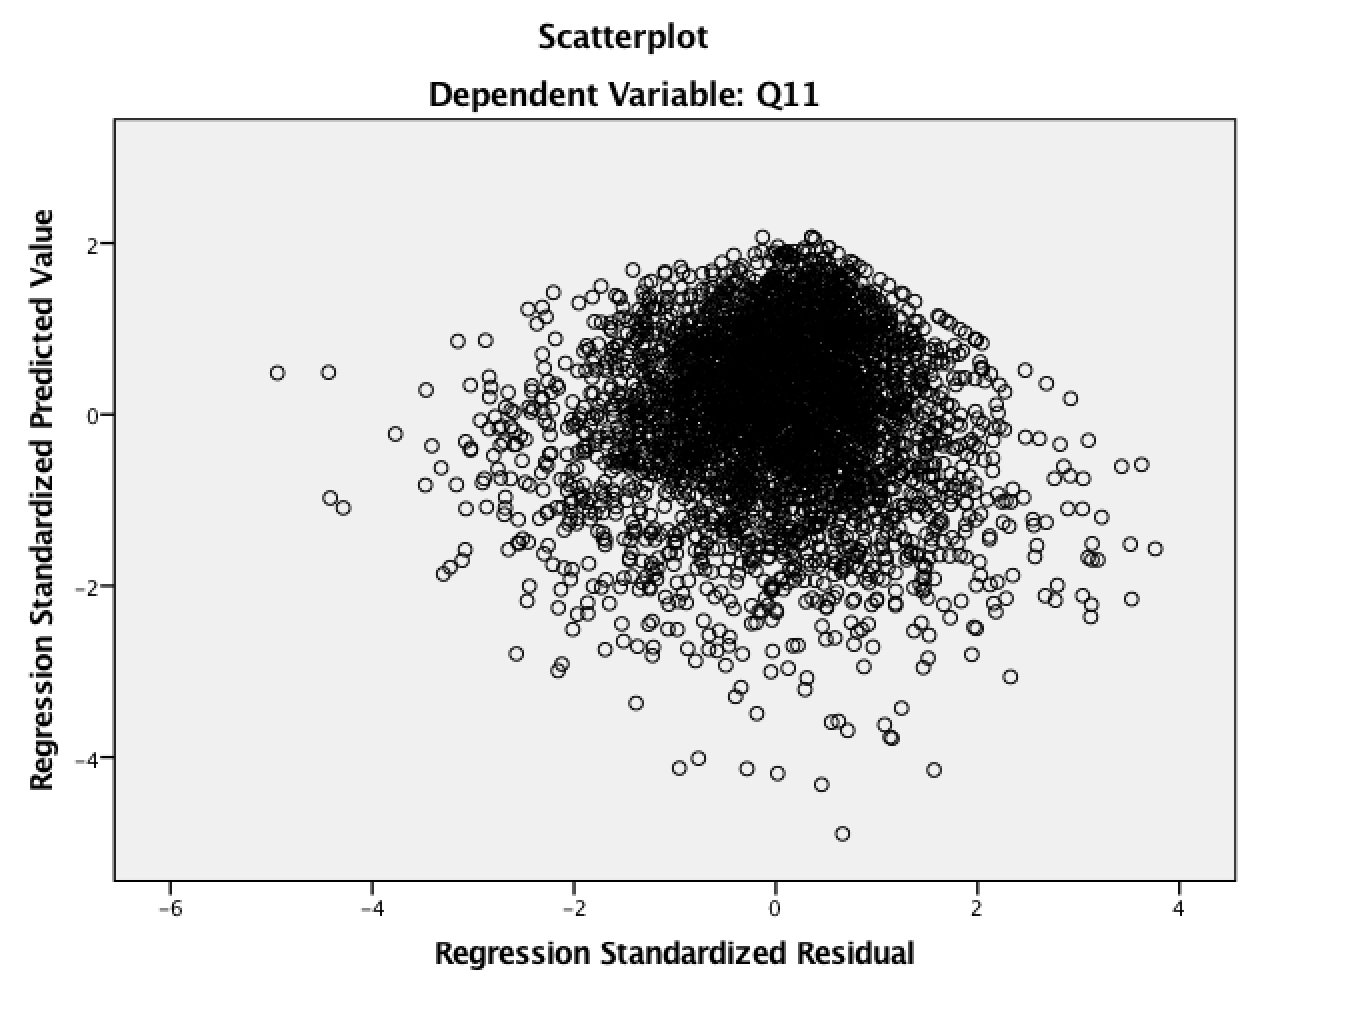 Scatterplot
Dependent Variable: Q11
Regression Standardized Predicted Value
2
0
−2
−4
−6
−4
−2
0
2
4
Regression Standardized Residual